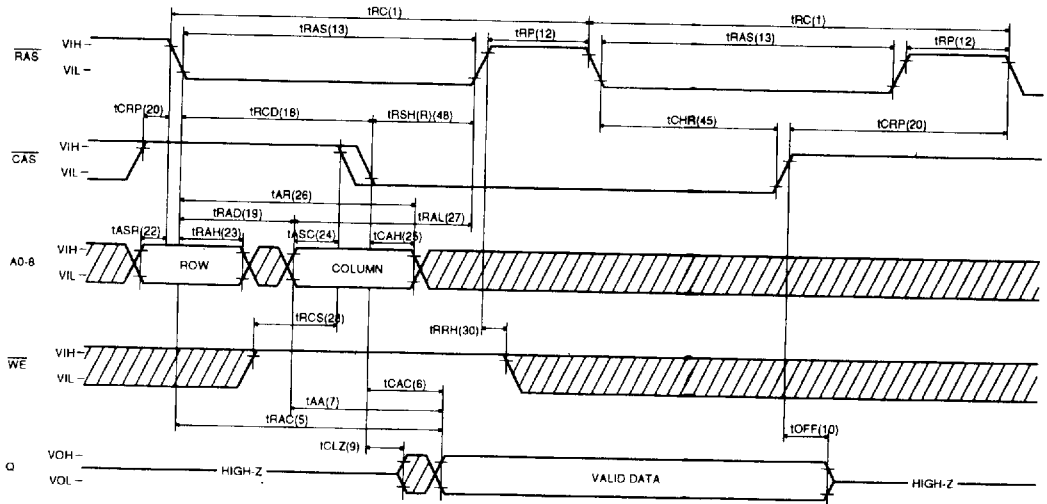 tRC(1) tRC(1)
tRAS(13) tRP(12) tRAS(13) tRP(12)
RAS VIH
VIL
tCRP(20) tRCD(18) tRSH(R)(48) tCHR(45) tCRP(20)
CAS VIH
VIL
tAR(26)
tRAD(19) tRAL(27)
tASR(22) tRAH(23) tASC(24) tCAH(25)
A0-8 VIH
VIL
ROW COLUMN
tRCS(28) tRRH(30)
WE VIH
VIL
tCAC(6)
tAA(7)
tRAC(5)
tCLZ(9) tOFF(10)
Q VOH
VOL
HIGH-Z VALID DATA HIGH-Z